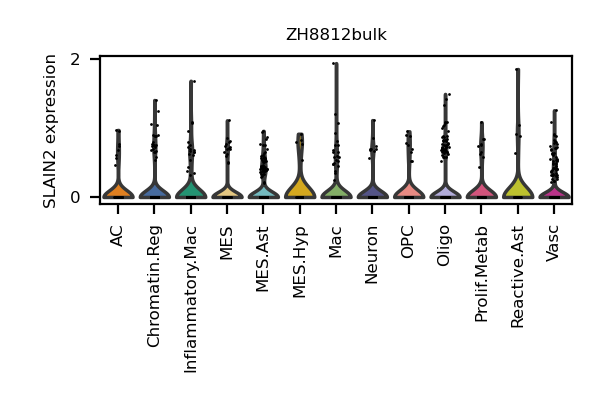 ZH8812bulk
SLAIN2 expression
2
0
AC
Chromatin.Reg
Inflammatory.Mac
MES
MES.Ast
MES.Hyp
Mac
Neuron
OPC
Oligo
Prolif.Metab
Reactive.Ast
Vasc